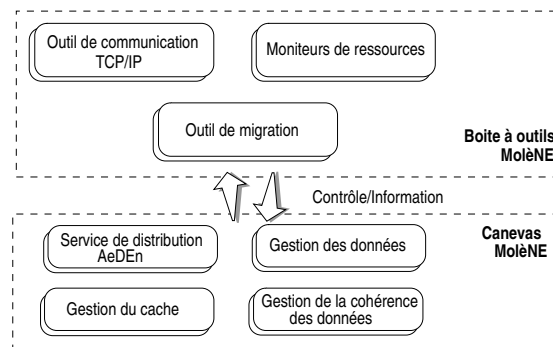 Outil de communication
TCP/IP
Moniteurs de ressources
Outil de migration
Boite à outils
MolèNE
Contrôle/Information
Service de distribution
AeDEn
Gestion des données
Canevas
MolèNE
Gestion du cache
Gestion de la cohérence
des données